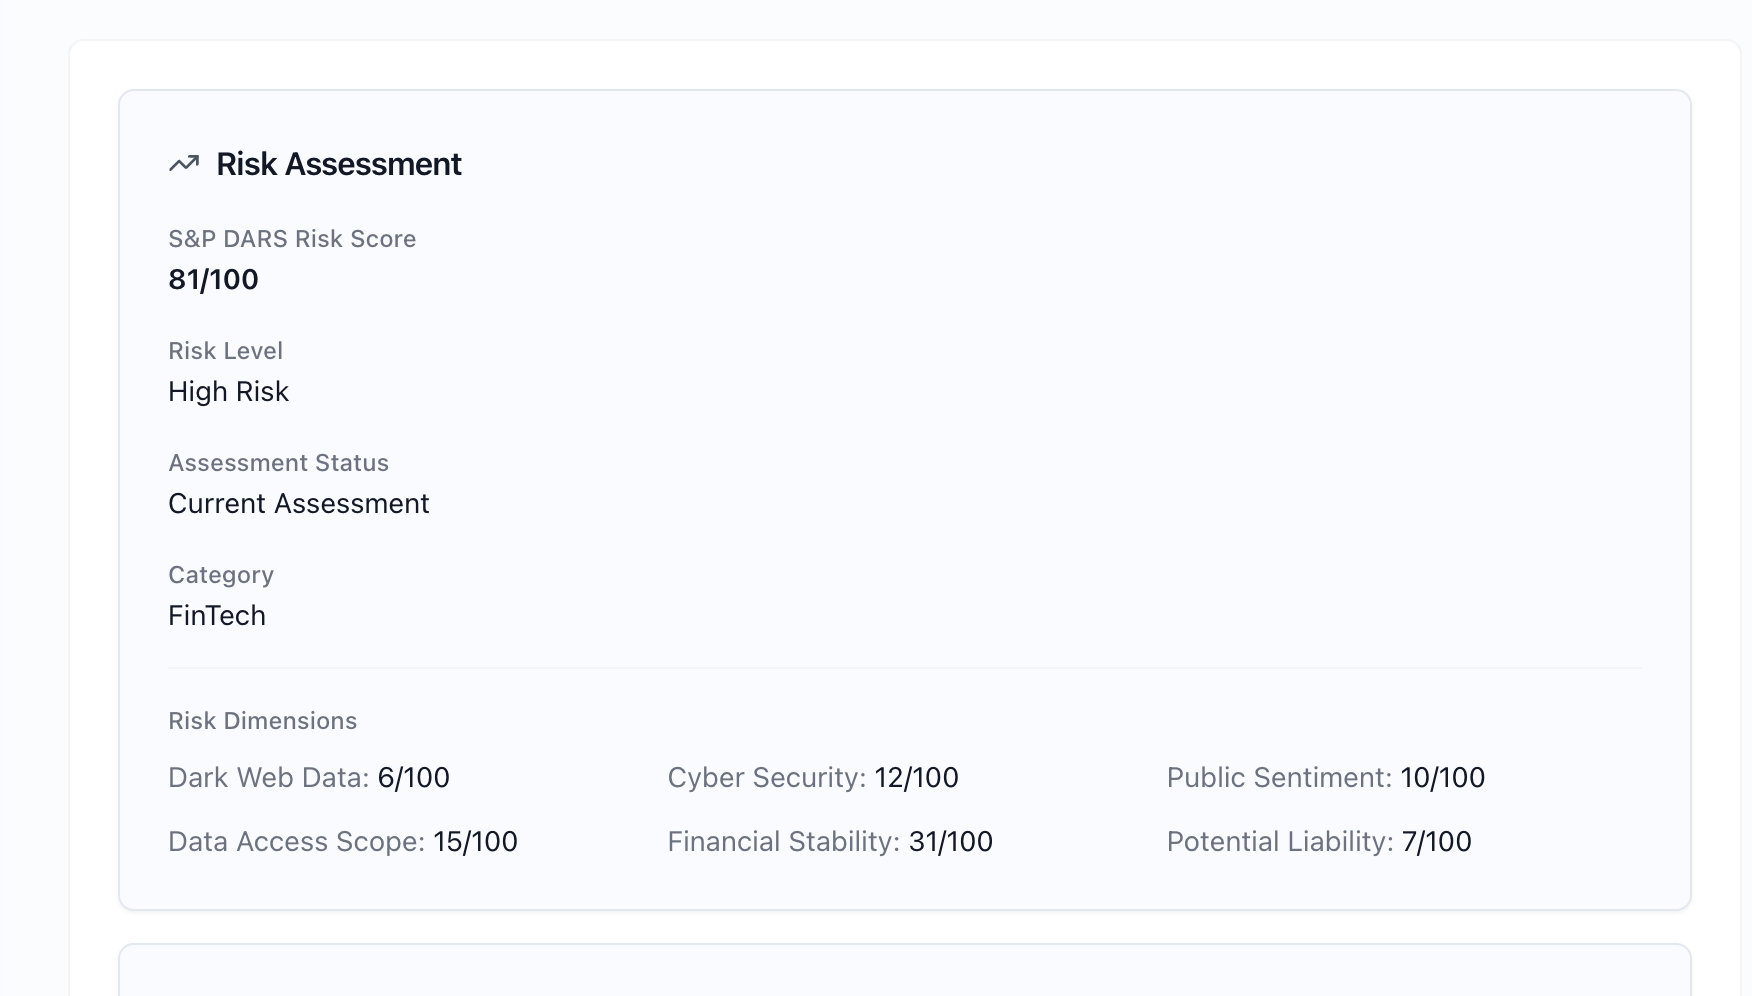 Risk Assessment
S&P DARS Risk Score
81/100
Risk Level
High Risk
Assessment Status
Current Assessment
Category
FinTech
Risk Dimensions
Dark Web Data: 6/100
Cyber Security: 12/100
Public Sentiment: 10/100
Data Access Scope: 15/100
Financial Stability: 31/100
Potential Liability: 7/100